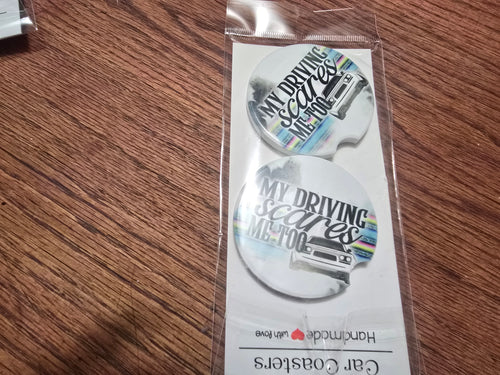 MY DRIVING
scares
ME TOO
MY DRIVING
scares
ME TOO
Handmade with love
Car Coasters